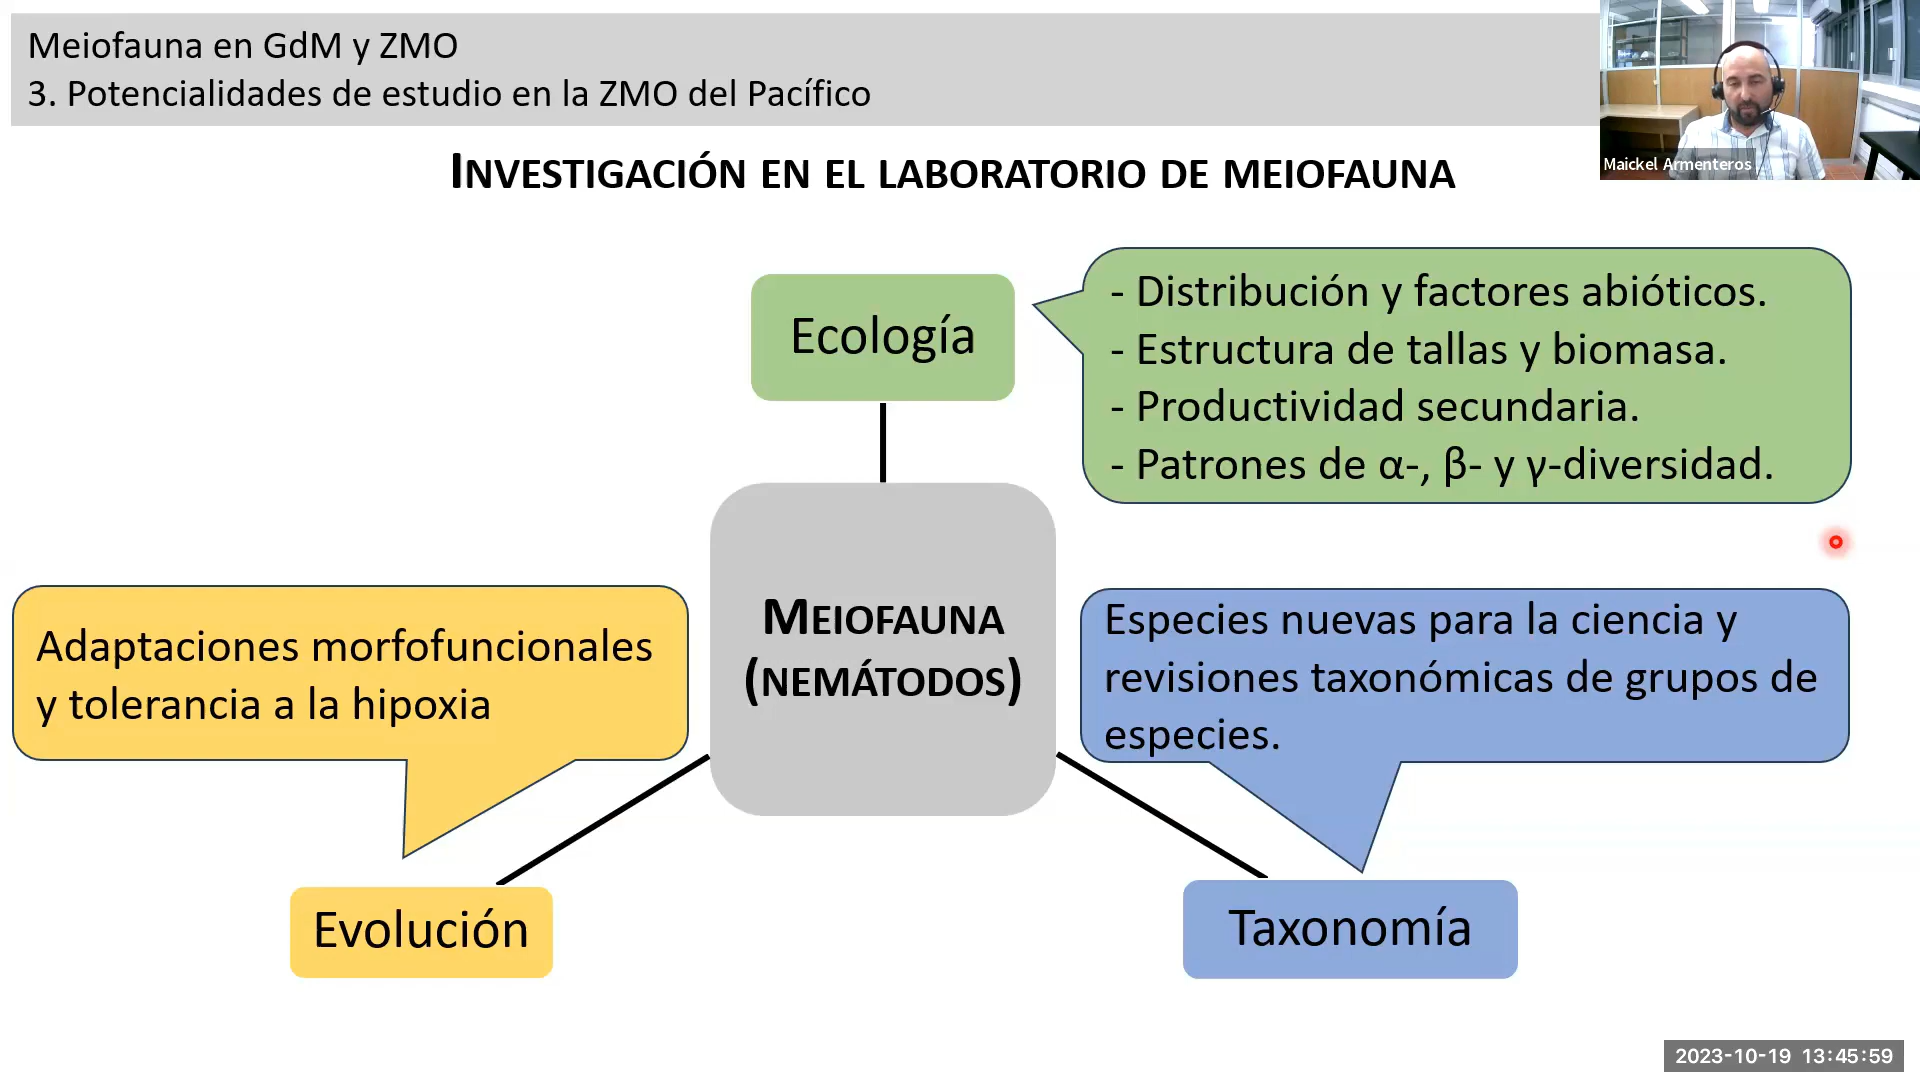 Meiofauna en GdM y ZMO
3. Potencialidades de estudio en la ZMO del Pacífico
Maickel Armenteros
INVESTIGACIÓN EN EL LABORATORIO DE MEIOFAUNA
Ecología
- Distribución y factores abióticos.
- Estructura de tallas y biomasa.
- Productividad secundaria.
- Patrones de α-, β- y γ-diversidad.
MEIOFAUNA
(NEMÁTODOS)
Adaptaciones morfofuncionales
y tolerancia a la hipoxia
Especies nuevas para la ciencia y
revisiones taxonómicas de grupos de
especies.
Evolución
Taxonomía
2023-10-19 13:45:59